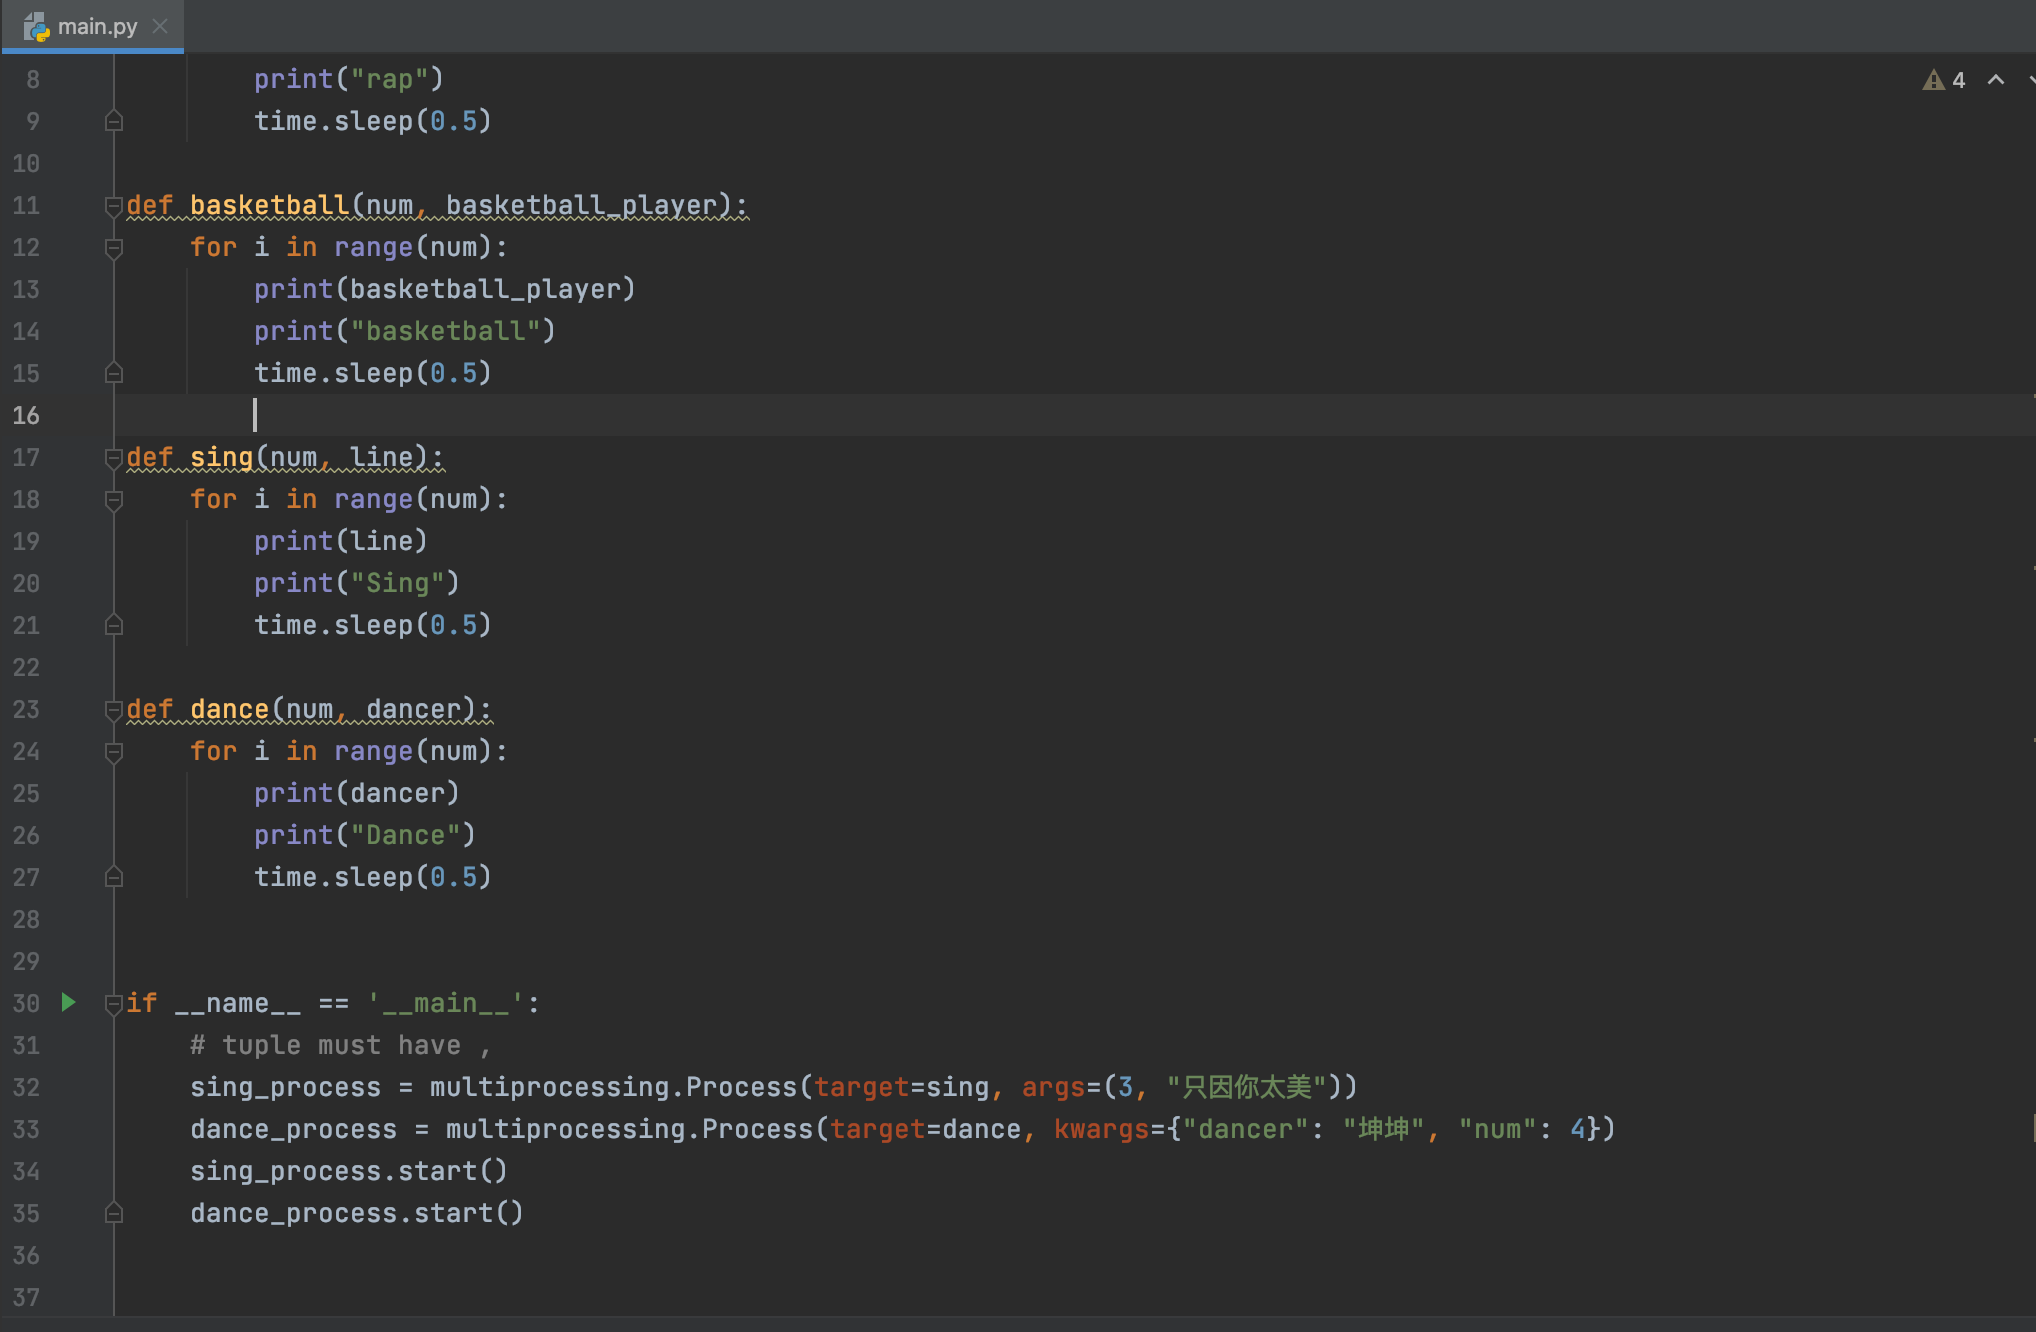 main.py
4
8         print("rap")
9         time.sleep(0.5)
10
11 def basketball(num, basketball_player):
12     for i in range(num):
13         print(basketball_player)
14         print("basketball")
15         time.sleep(0.5)
16
17 def sing(num, line):
18     for i in range(num):
19         print(line)
20         print("Sing")
21         time.sleep(0.5)
22
23 def dance(num, dancer):
24     for i in range(num):
25         print(dancer)
26         print("Dance")
27         time.sleep(0.5)
28
29
30 if __name__ == '__main__':
31     # tuple must have ,
32     sing_process = multiprocessing.Process(target=sing, args=(3, "只因你太美"))
33     dance_process = multiprocessing.Process(target=dance, kwargs={"dancer": "坤坤", "num": 4})
34     sing_process.start()
35     dance_process.start()
36
37